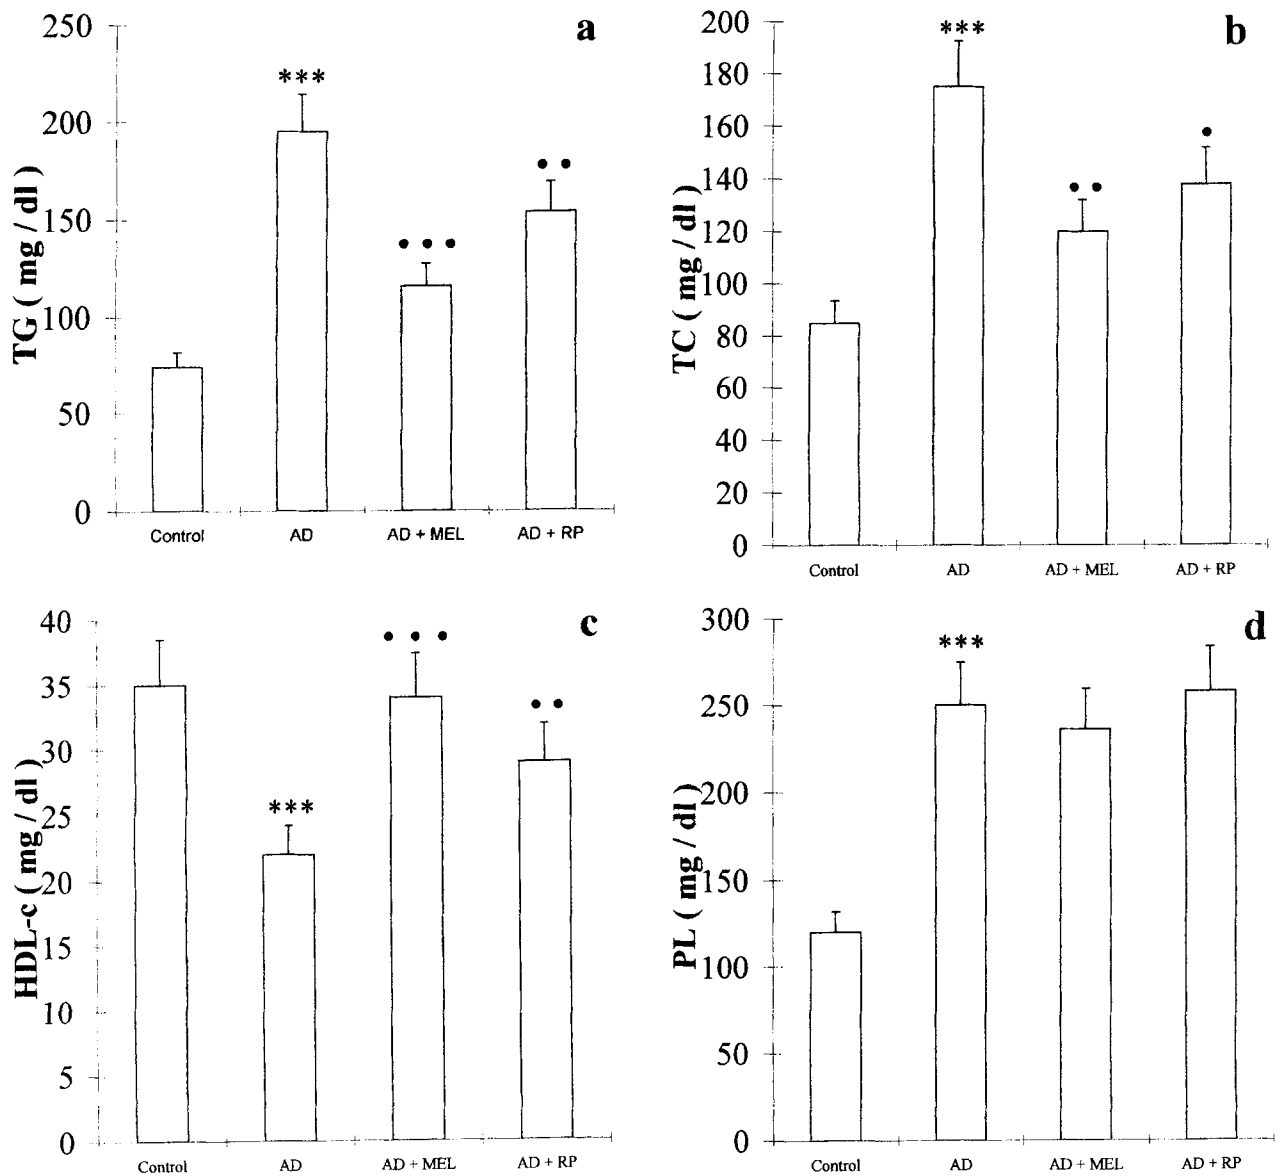 a
TG ( mg / dl )
250
200
150
100
50
0
***
• • •
• •
Control AD AD + MEL AD + RP
b
TC ( mg / dl )
200
180
160
140
120
100
80
60
40
20
0
***
• •
•
Control AD AD + MEL AD + RP
c
HDL-c ( mg / dl )
40
35
30
25
20
15
10
5
0
***
• • •
• •
Control AD AD + MEL AD + RP
d
PL ( mg / dl )
300
250
200
150
100
50
0
***
Control AD AD + MEL AD + RP